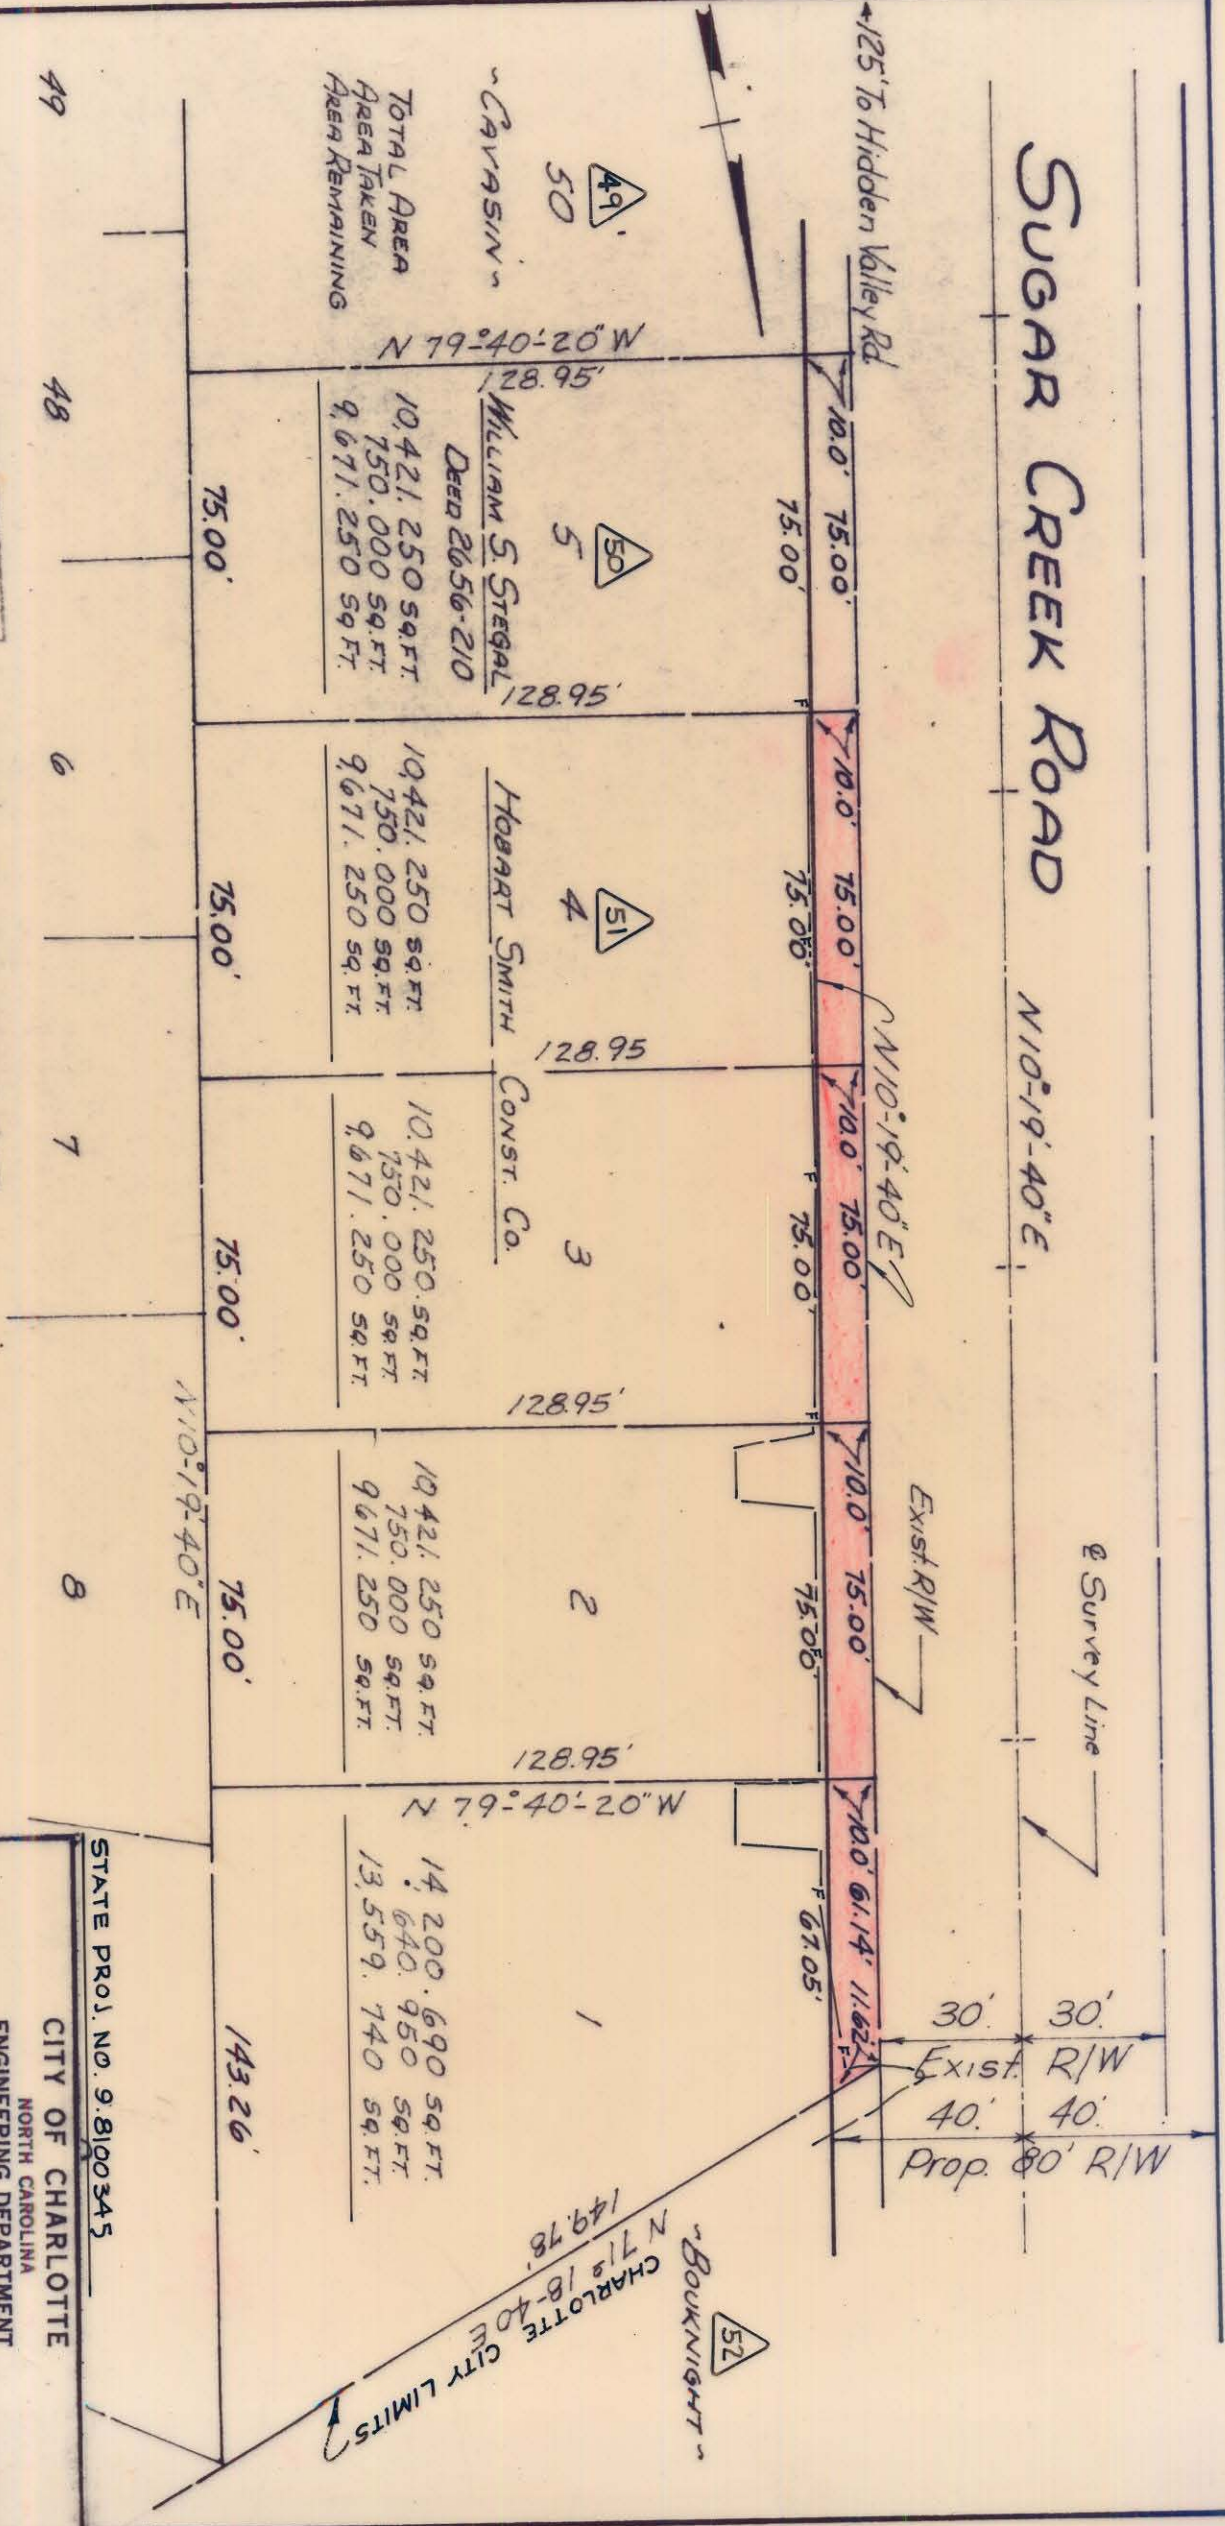 SUGAR CREEK ROAD N10°-19'-40"E
125' To Hidden Valley Rd.
℄ Survey Line
Exist. R/W
N10°-19'-40"E
30' 30'
Exist. R/W
40' 40'
Prop. 80' R/W
10.0' 75.00'
75.00'
10.0' 75.00'
75.00'
10.0' 75.00'
75.00'
10.0' 75.00'
75.00'
10.0' 61.14' 11.62'
67.05'
F
F
F
F
F
F
49
50
"CAVASIN"
TOTAL AREA
AREA TAKEN
AREA REMAINING
N 79°-40'-20"W
128.95'
50
5
WILLIAM S. STEGAL
DEED 2656-210
10,421.250 SQ.FT.
750.000 SQ.FT.
9,671.250 SQ.FT.
75.00'
128.95'
51
4
HOBART SMITH CONST. CO.
10,421.250 SQ.FT.
750.000 SQ.FT.
9,671.250 SQ.FT.
75.00'
128.95
3
10,421.250 SQ.FT.
750.000 SQ.FT.
9,671.250 SQ.FT.
75.00'
128.95'
2
10,421.250 SQ.FT.
750.000 SQ.FT.
9,671.250 SQ.FT.
75.00'
128.95'
N 79°-40'-20"W
1
14,200.690 SQ.FT.
640.950 SQ.FT.
13,559.740 SQ.FT.
143.26'
N10°-19'-40"E
52
"BOUKNIGHT"
149.78'
N 71° 18-40 E
CHARLOTTE CITY LIMITS
49 48 6 7 8
STATE PROJ. NO. 9.8100345
CITY OF CHARLOTTE
NORTH CAROLINA
ENGINEERING DEPARTMENT